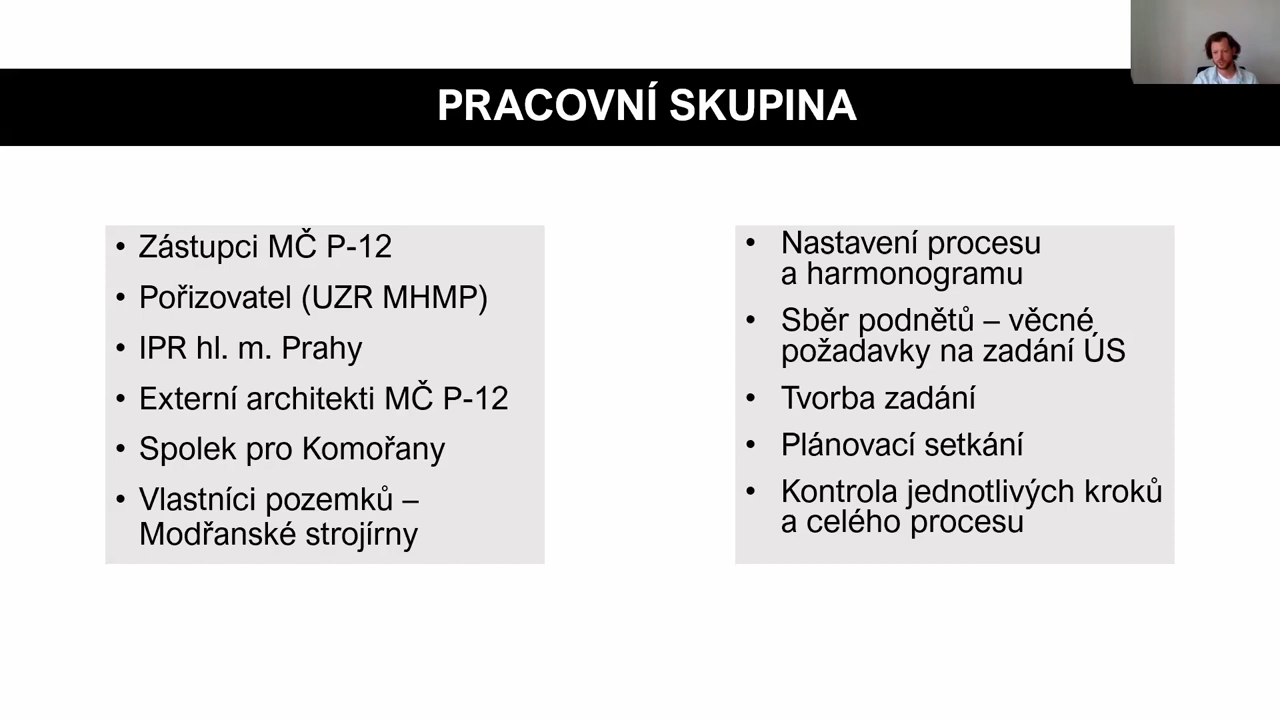 PRACOVNÍ SKUPINA
• Zástupci MČ P-12
• Pořizovatel (UZR MHMP)
• IPR hl. m. Prahy
• Externí architekti MČ P-12
• Spolek pro Komořany
• Vlastníci pozemků –
Modřanské strojírny
• Nastavení procesu
a harmonogramu
• Sběr podnětů – věcné
požadavky na zadání ÚS
• Tvorba zadání
• Plánovací setkání
• Kontrola jednotlivých kroků
a celého procesu